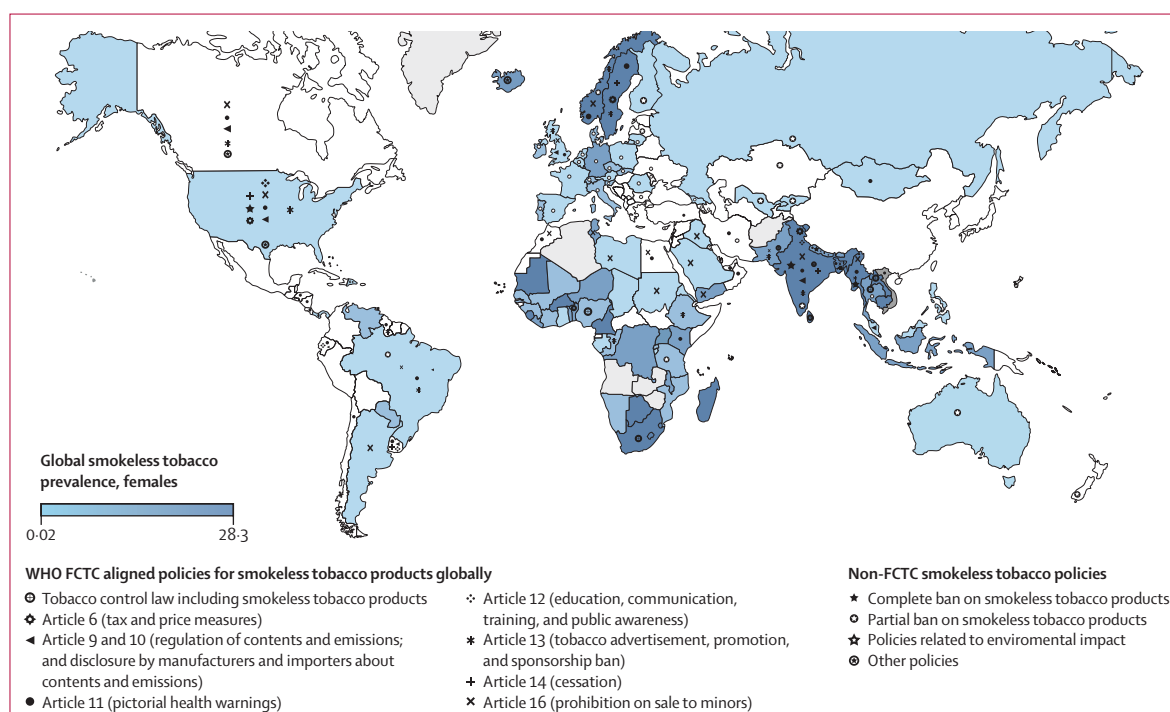 Global smokeless tobacco
prevalence, females
0·02
28·3
WHO FCTC aligned policies for smokeless tobacco products globally
Tobacco control law including smokeless tobacco products
Article 6 (tax and price measures)
Article 9 and 10 (regulation of contents and emissions;
and disclosure by manufacturers and importers about
contents and emissions)
Article 11 (pictorial health warnings)
Article 12 (education, communication,
training, and public awareness)
Article 13 (tobacco advertisement, promotion,
and sponsorship ban)
Article 14 (cessation)
Article 16 (prohibition on sale to minors)
Non-FCTC smokeless tobacco policies
Complete ban on smokeless tobacco products
Partial ban on smokeless tobacco products
Policies related to enviromental impact
Other policies